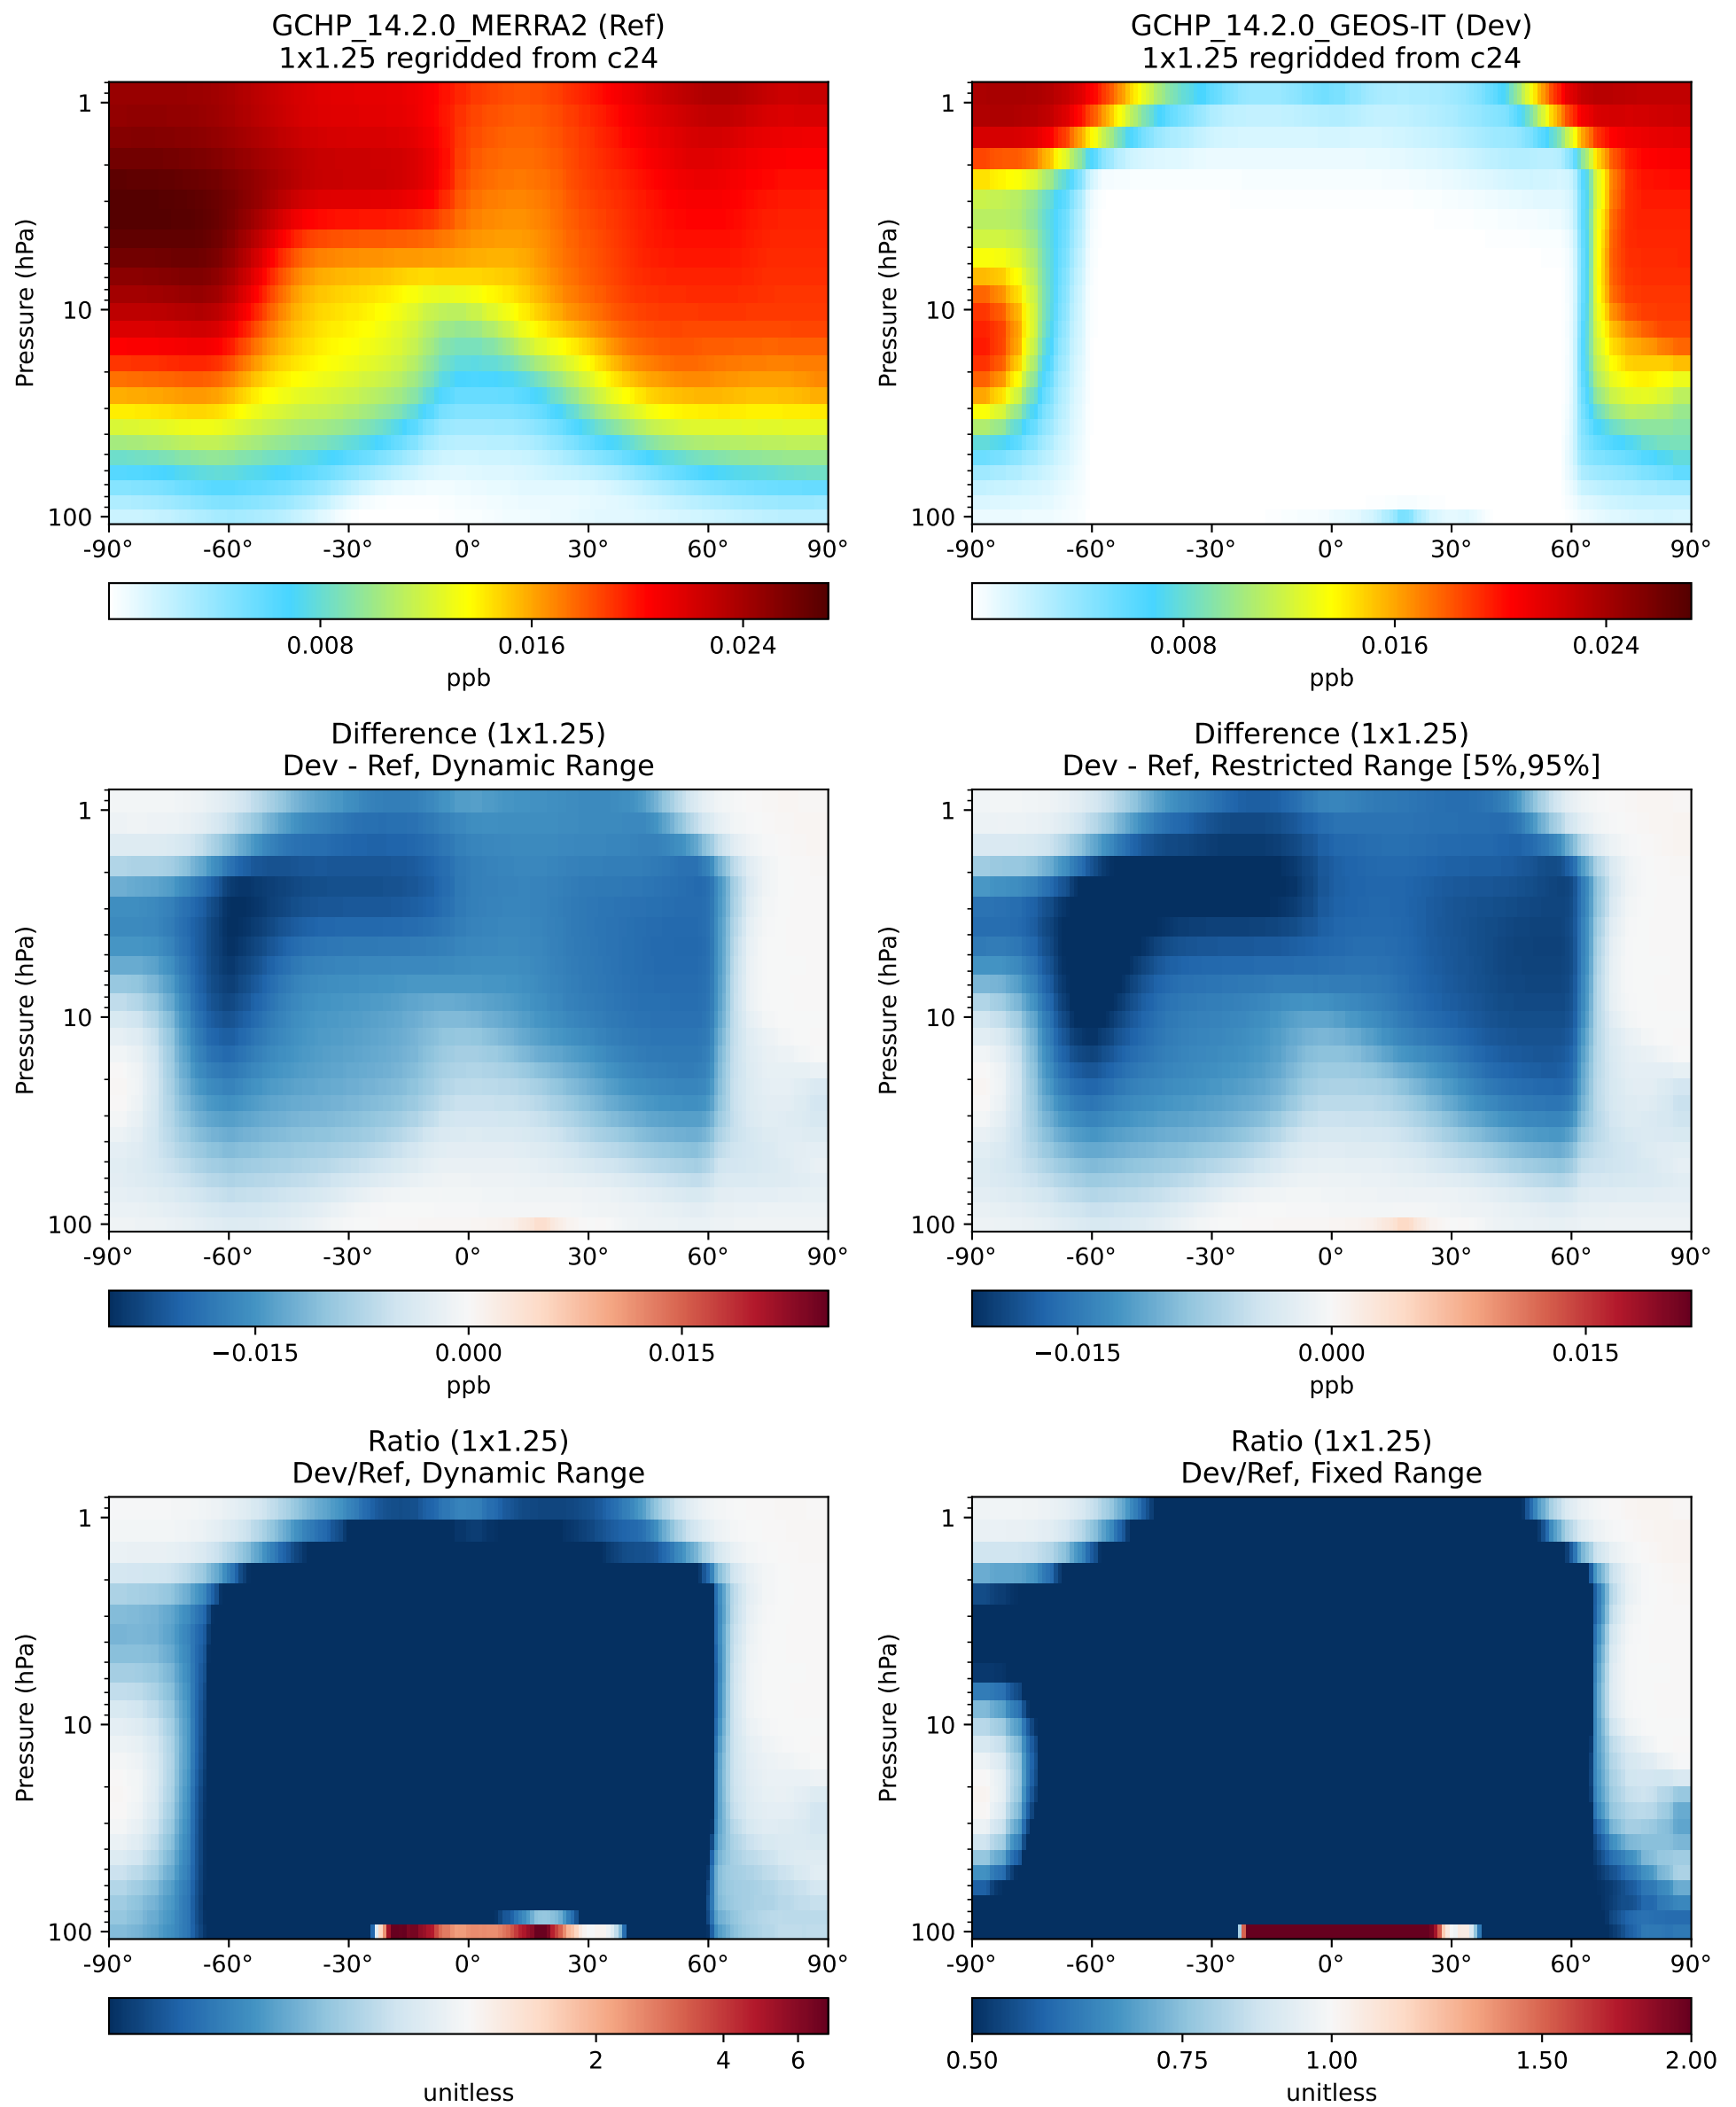 GCHP_14.2.0_MERRA2 (Ref)
1x1.25 regridded from c24
Pressure (hPa)
1
10
100
-90° -60° -30° 0° 30° 60° 90°
0.008 0.016 0.024
ppb
GCHP_14.2.0_GEOS-IT (Dev)
1x1.25 regridded from c24
Pressure (hPa)
1
10
100
-90° -60° -30° 0° 30° 60° 90°
0.008 0.016 0.024
ppb
Difference (1x1.25)
Dev - Ref, Dynamic Range
Pressure (hPa)
1
10
100
-90° -60° -30° 0° 30° 60° 90°
−0.015 0.000 0.015
ppb
Difference (1x1.25)
Dev - Ref, Restricted Range [5%,95%]
Pressure (hPa)
1
10
100
-90° -60° -30° 0° 30° 60° 90°
−0.015 0.000 0.015
ppb
Ratio (1x1.25)
Dev/Ref, Dynamic Range
Pressure (hPa)
1
10
100
-90° -60° -30° 0° 30° 60° 90°
2 4 6
unitless
Ratio (1x1.25)
Dev/Ref, Fixed Range
Pressure (hPa)
1
10
100
-90° -60° -30° 0° 30° 60° 90°
0.50 0.75 1.00 1.50 2.00
unitless